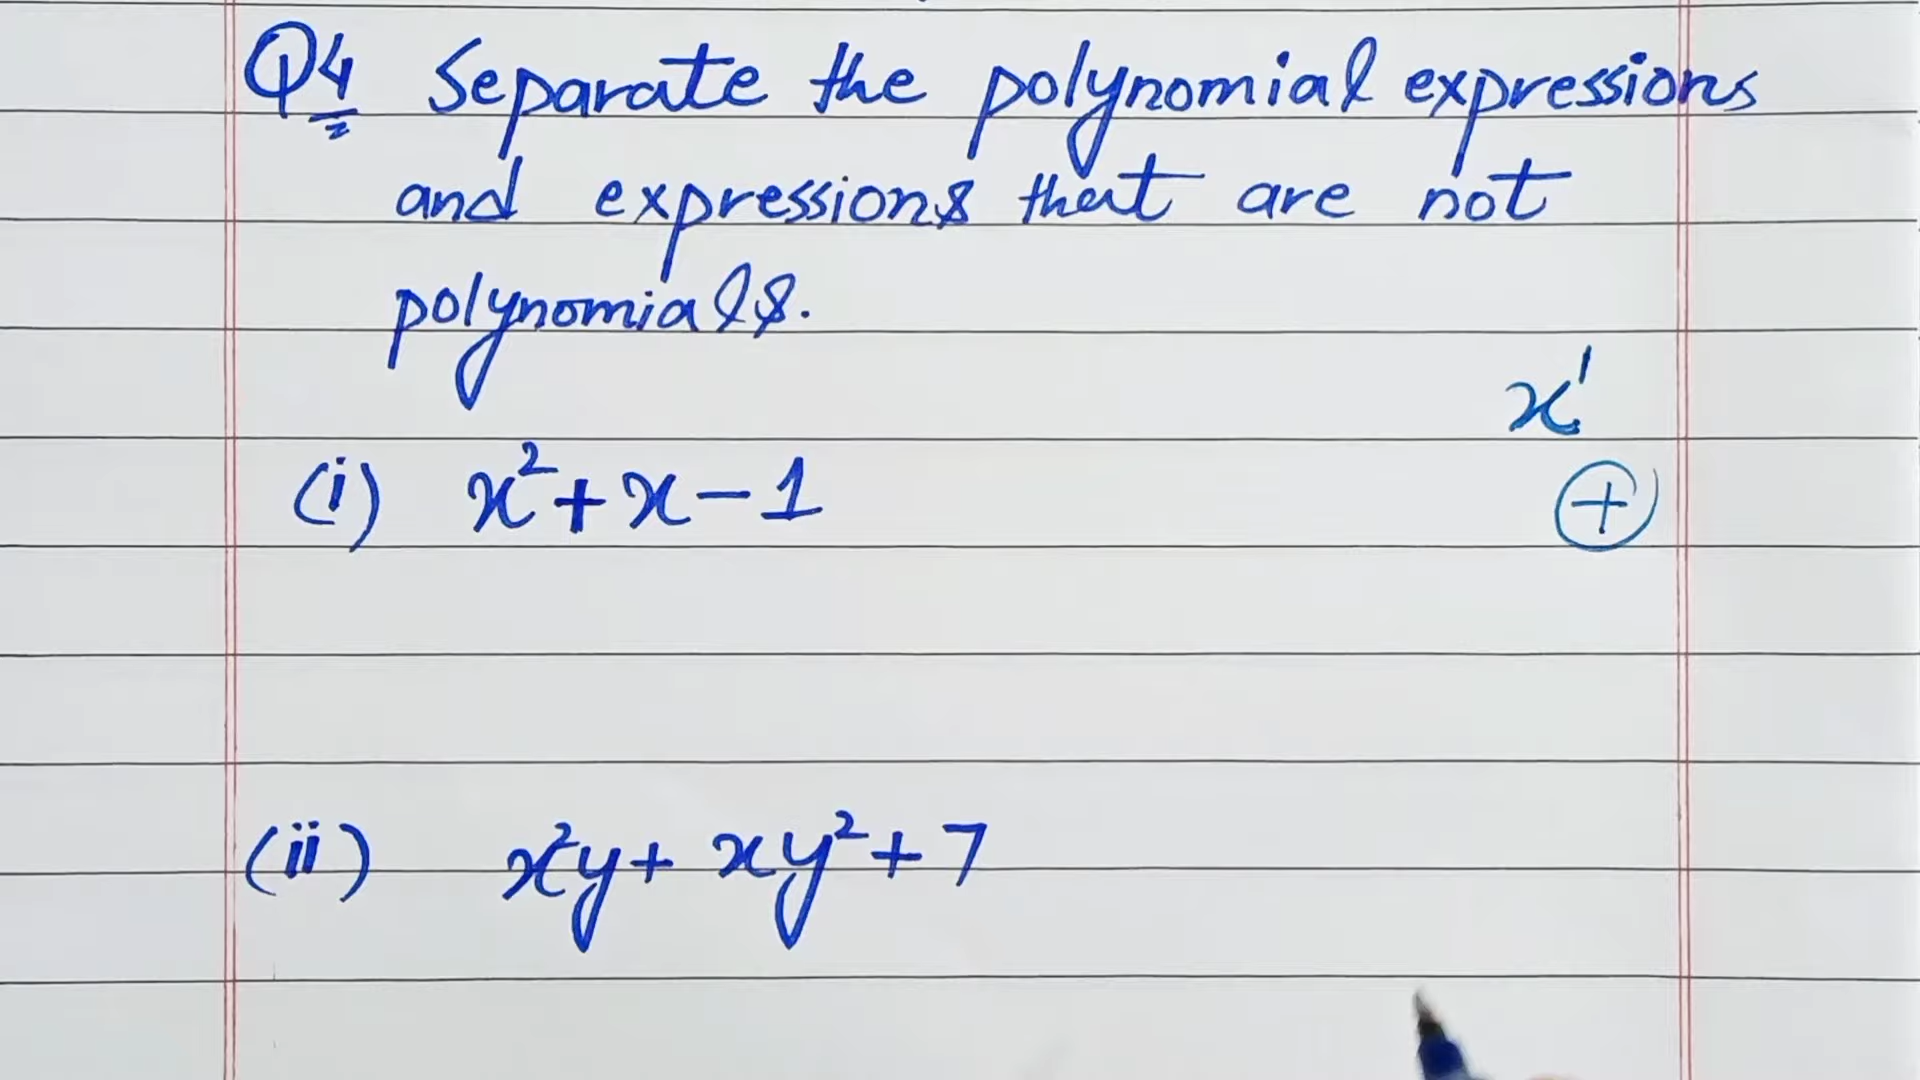 Q4 Separate the polynomial expressions
and expressions that are not
polynomials.
x¹
(i) x² + x - 1
+
(ii) x²y + xy² + 7